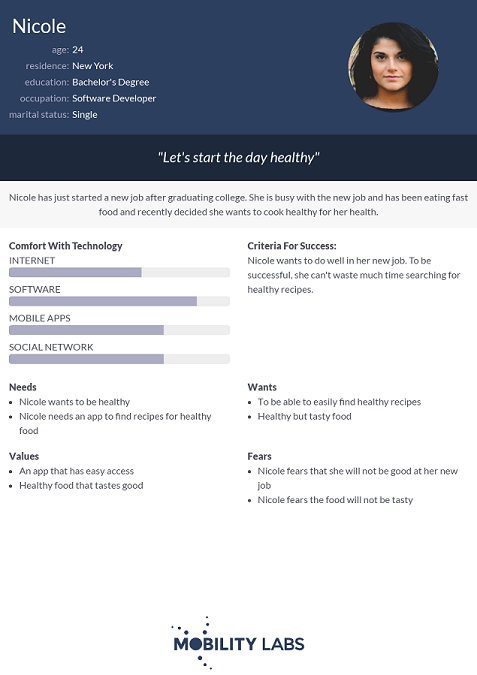 Nicole
age: 24
residence: New York
education: Bachelor's Degree
occupation: Software Developer
marital status: Single
"Let's start the day healthy"
Nicole has just started a new job after graduating college. She is busy with the new job and has been eating fast
food and recently decided she wants to cook healthy for her health.
Comfort With Technology
INTERNET
SOFTWARE
MOBILE APPS
SOCIAL NETWORK
Criteria For Success:
Nicole wants to do well in her new job. To be
successful, she can't waste much time searching for
healthy recipes.
Needs
• Nicole wants to be healthy
• Nicole needs an app to find recipes for healthy
food
Wants
• To be able to easily find healthy recipes
• Healthy but tasty food
Values
• An app that has easy access
• Healthy food that tastes good
Fears
• Nicole fears that she will not be good at her new
job
• Nicole fears the food will not be tasty
MOBILITY LABS